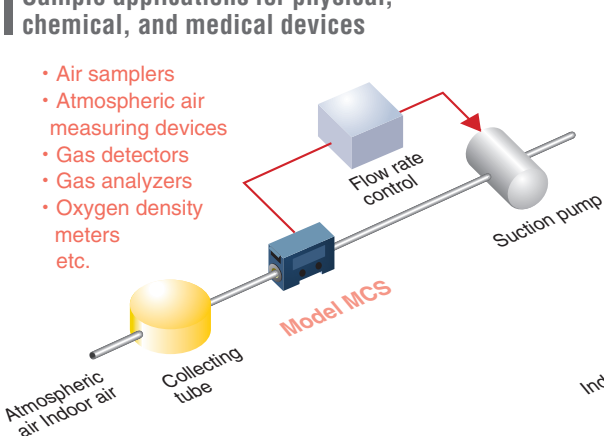 Sample applications for physical,
chemical, and medical devices
・Air samplers
・Atmospheric air
measuring devices
・Gas detectors
・Gas analyzers
・Oxygen density
meters
etc.
Flow rate
control
Suction pump
Model MCS
Collecting
tube
Atmospheric
air Indoor air